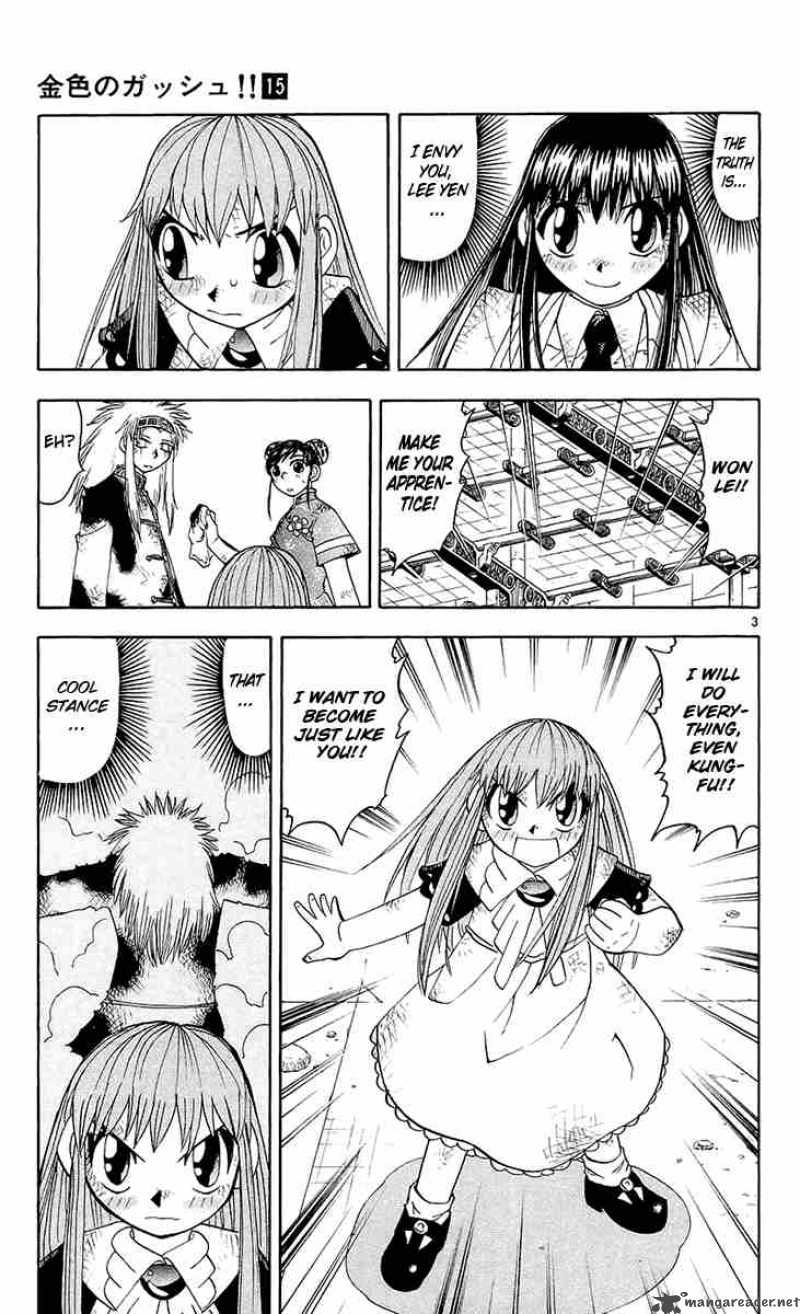 金色のガッシュ!! 15
THE
TRUTH
IS...
I ENVY
YOU,
LEE YEN
...
WON
LEI!
MAKE
ME YOUR
APPREN-
TICE!
EH?
3
I WILL
DO
EVERY-
THING,
EVEN
KUNG-
FU!!
I WANT TO
BECOME
JUST LIKE
YOU!!
THAT
...
COOL
STANCE
...
mangareader.net